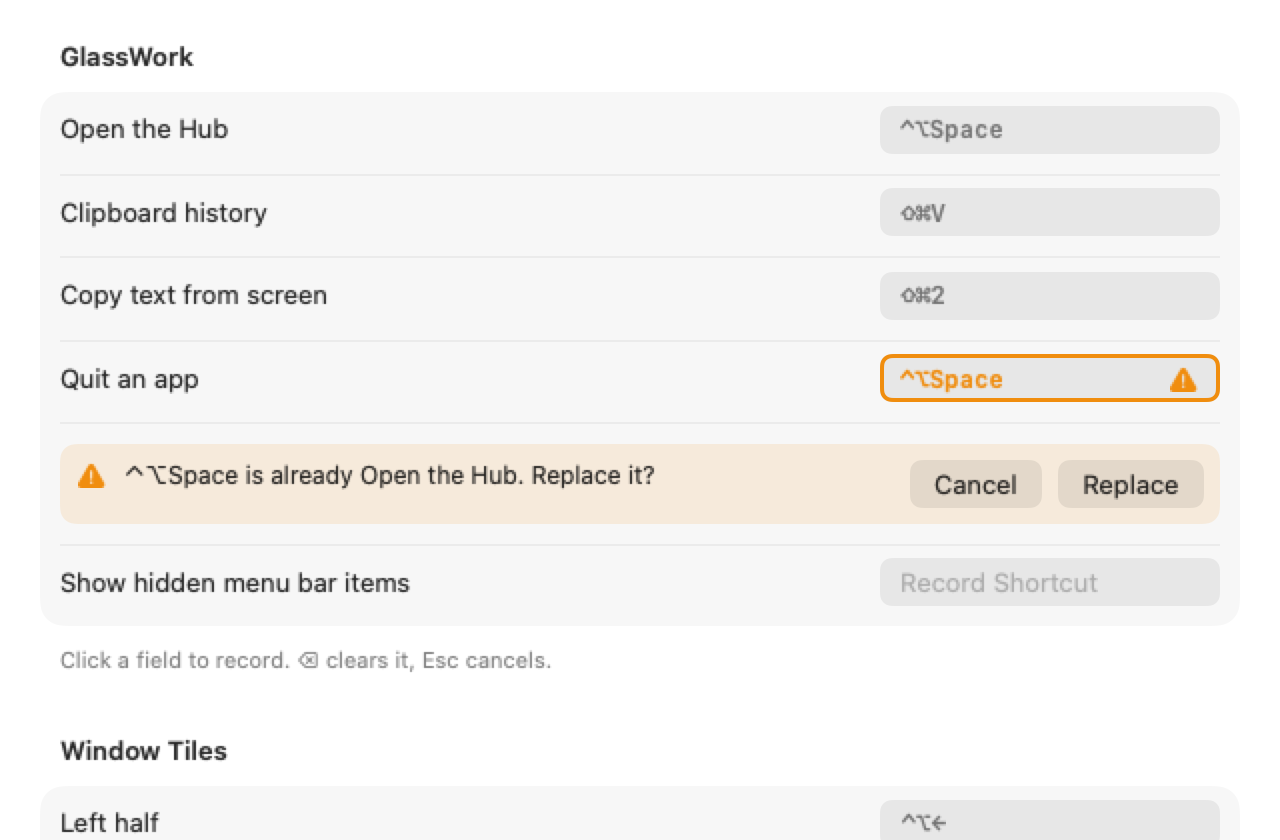 GlassWork
Open the Hub ^⌥Space
Clipboard history ⇧⌘V
Copy text from screen ⇧⌘2
Quit an app ^⌥Space
^⌥Space is already Open the Hub. Replace it? Cancel Replace
Show hidden menu bar items Record Shortcut
Click a field to record. ⌫ clears it, Esc cancels.
Window Tiles
Left half ^⌥←